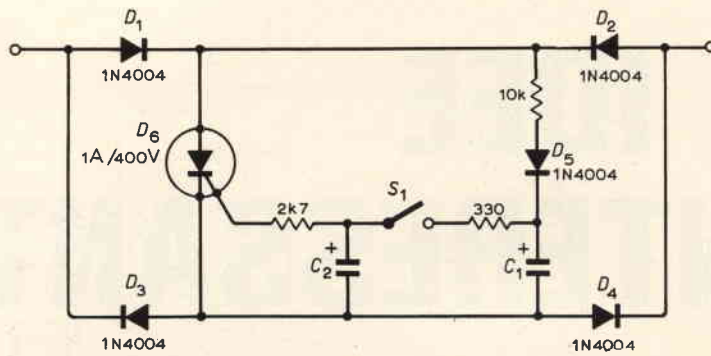 D1
D2
1N4004
1N4004
10k
D6
1A/400V
D5
1N4004
S1
2k7
330
+
C2
+
C1
D3
D4
1N4004
1N4004